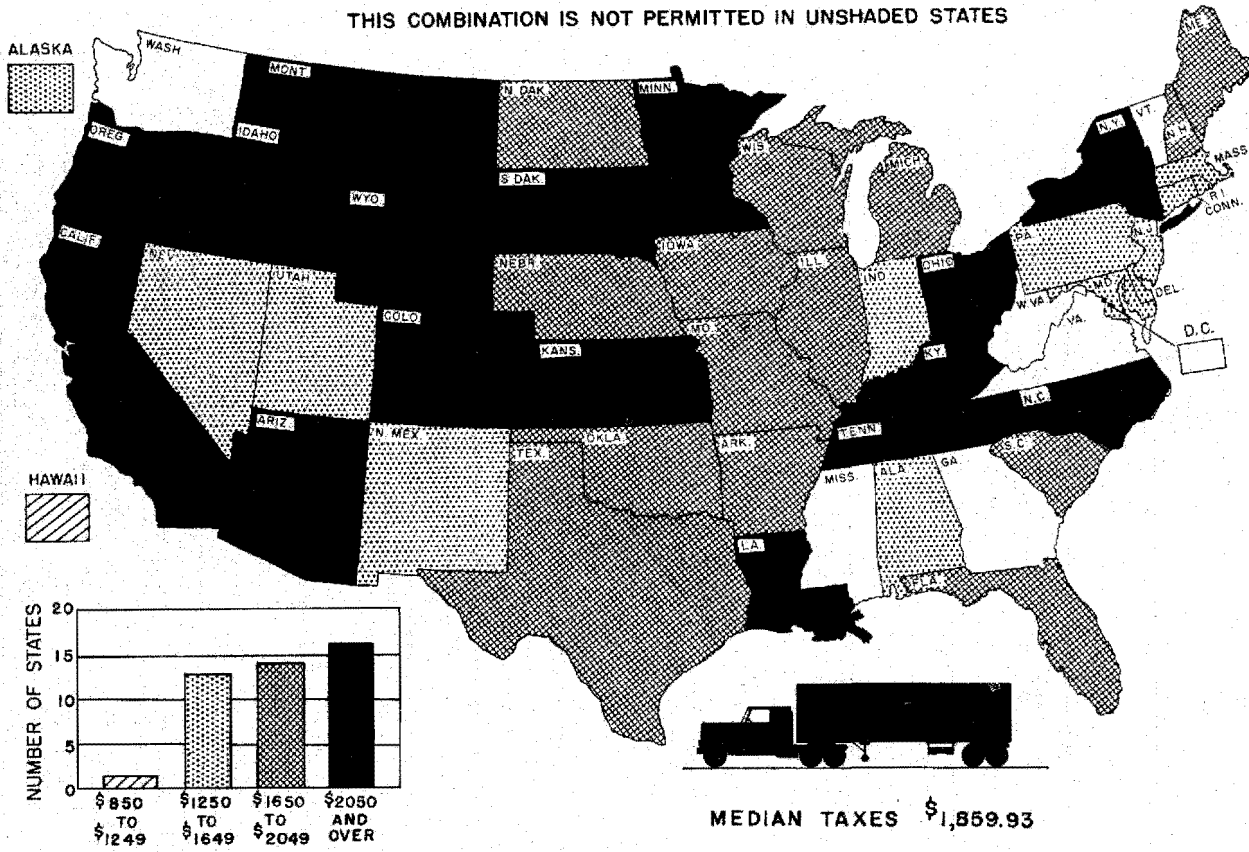 THIS COMBINATION IS NOT PERMITTED IN UNSHADED STATES
ALASKA
WASH.
MONT.
N. DAK.
MINN.
ME.
OREG.
IDAHO
N.Y.
VT.
N.H.
WIS.
MICH.
MASS.
S. DAK.
WYO.
R.I.
CONN.
CALIF.
NEV.
UTAH
NEBR.
IOWA
ILL.
IND.
OHIO
PA.
N.J.
W. VA.
MD.
DEL.
VA.
D.C.
COLO.
KANS.
MO.
KY.
N.C.
ARIZ.
N. MEX.
TEX.
OKLA.
ARK.
TENN.
S.C.
MISS.
ALA.
GA.
HAWAII
LA.
FLA.
NUMBER OF STATES
20
15
10
5
0
$850 TO $1249
$1250 TO $1649
$1650 TO $2049
$2050 AND OVER
MEDIAN TAXES $1,859.93